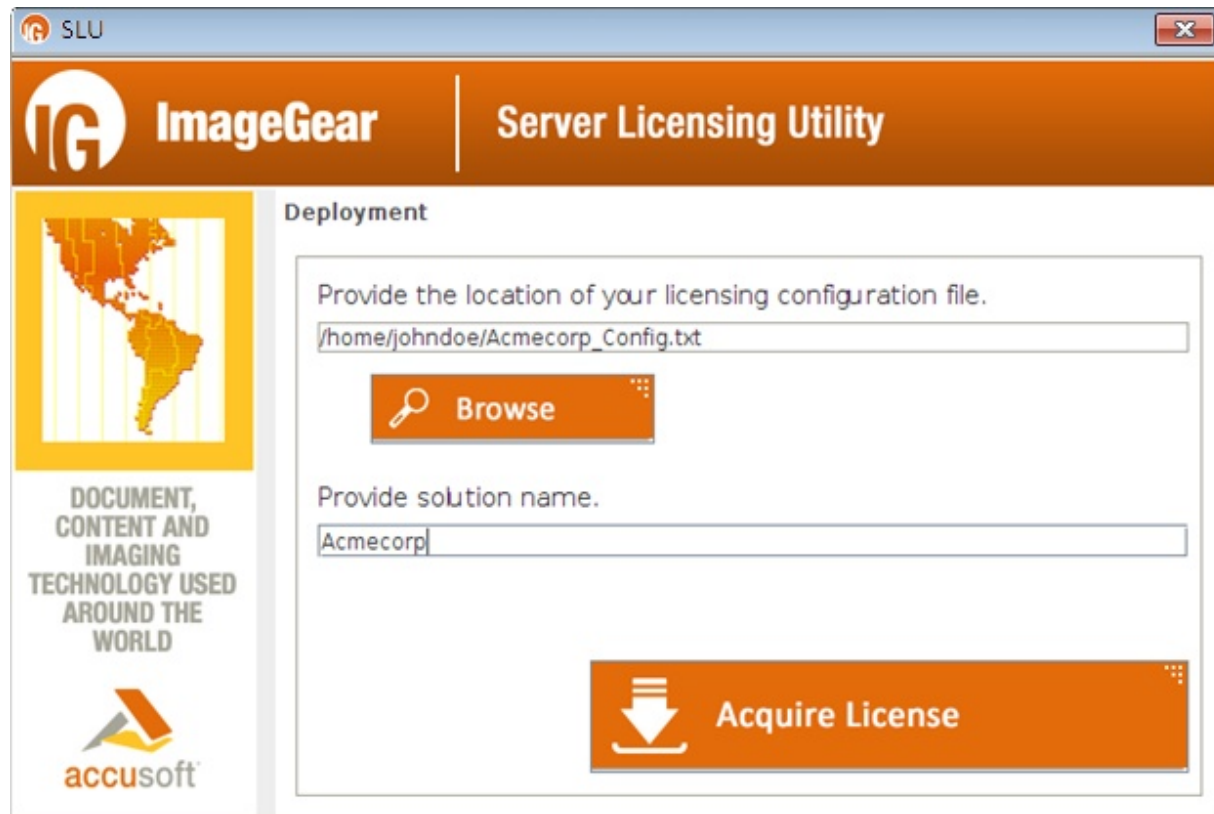 SLU
IG
ImageGear
Server Licensing Utility
Deployment
Provide the location of your licensing configuration file.
/home/johndoe/Acmecorp_Config.txt
Browse
Provide solution name.
Acmecorp
Acquire License
DOCUMENT,
CONTENT AND
IMAGING
TECHNOLOGY USED
AROUND THE
WORLD
accusoft